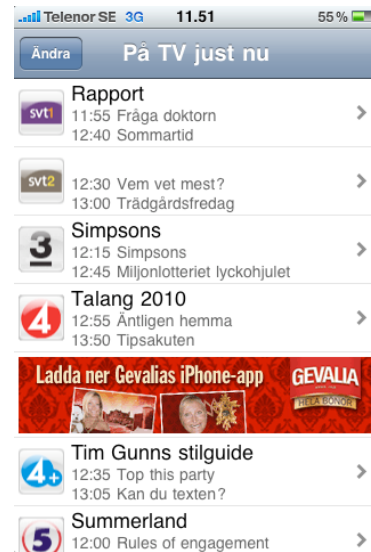 Telenor SE 3G 11.51 55 %
Ändra På TV just nu
svt1
Rapport
11:55 Fråga doktorn
12:40 Sommartid
svt2
12:30 Vem vet mest?
13:00 Trädgårdsfredag
3
Simpsons
12:15 Simpsons
12:45 Miljonlotteriet lyckohjulet
4
Talang 2010
12:55 Äntligen hemma
13:50 Tipsakuten
Ladda ner Gevalias iPhone-app
GEVALIA
HELA BÖNOR
4+
Tim Gunns stilguide
12:35 Top this party
13:05 Kan du texten?
5
Summerland
12:00 Rules of engagement